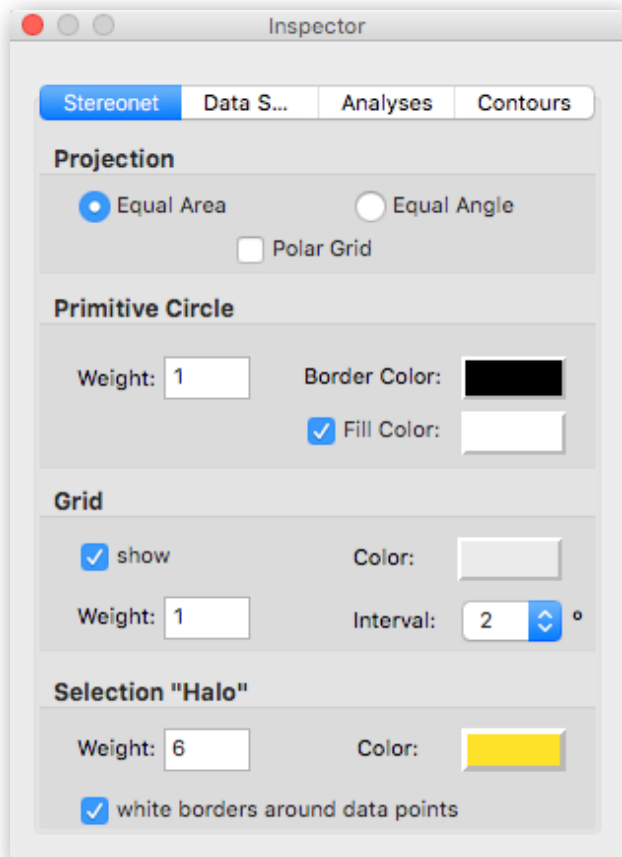 Inspector
Stereonet Data S... Analyses Contours
Projection
Equal Area Equal Angle
Polar Grid
Primitive Circle
Weight: 1 Border Color:
Fill Color:
Grid
show Color:
Weight: 1 Interval: 2 °
Selection "Halo"
Weight: 6 Color:
white borders around data points